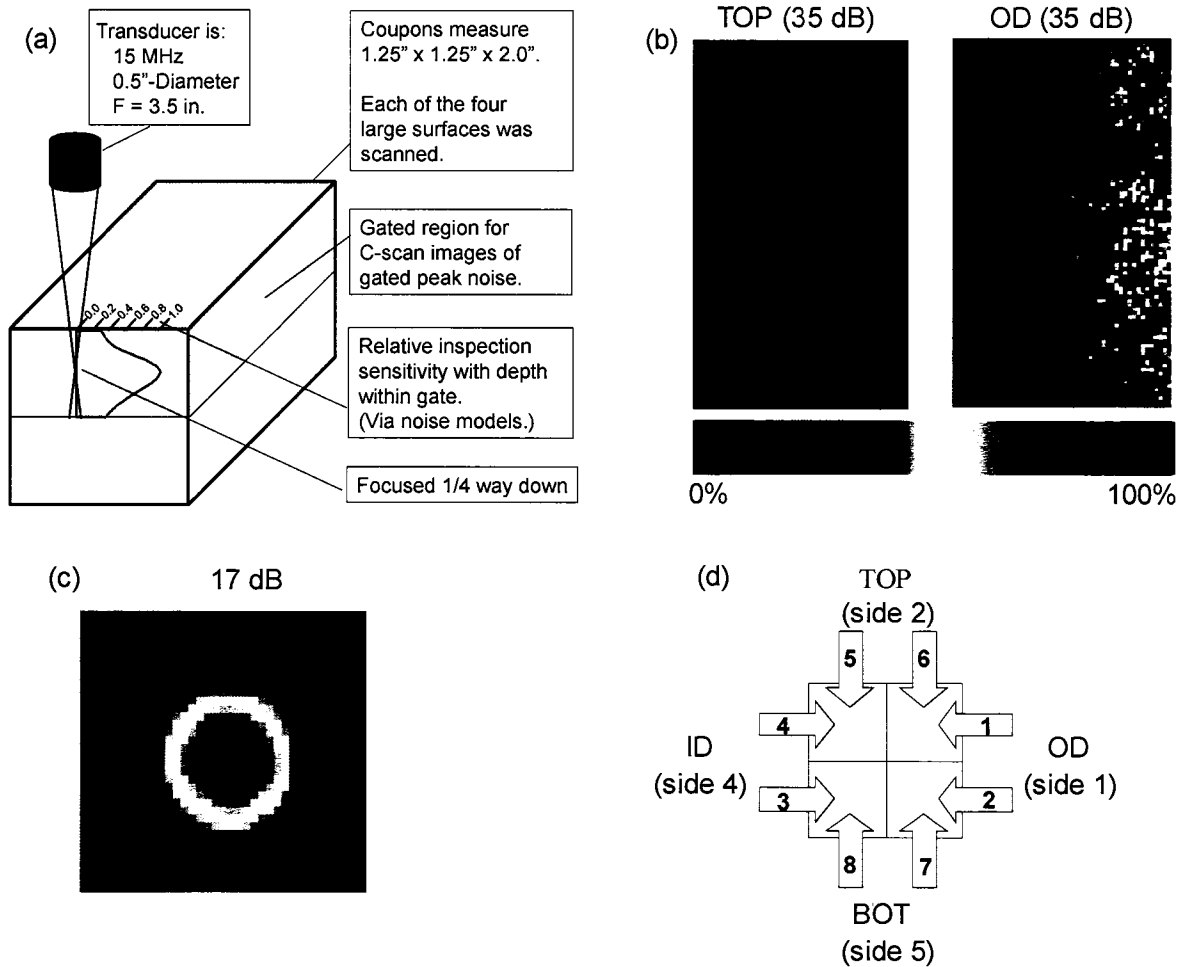 (a)
Transducer is:
15 MHz
0.5”-Diameter
F = 3.5 in.
Coupons measure
1.25” x 1.25” x 2.0”.
Each of the four
large surfaces was
scanned.
Gated region for
C-scan images of
gated peak noise.
0.0
0.2
0.4
0.6
0.8
1.0
Relative inspection
sensitivity with depth
within gate.
(Via noise models.)
Focused 1/4 way down
(b)
TOP (35 dB)
OD (35 dB)
0%
100%
(c)
17 dB
(d)
TOP
(side 2)
5
6
4
1
ID
(side 4)
OD
(side 1)
3
2
8
7
BOT
(side 5)